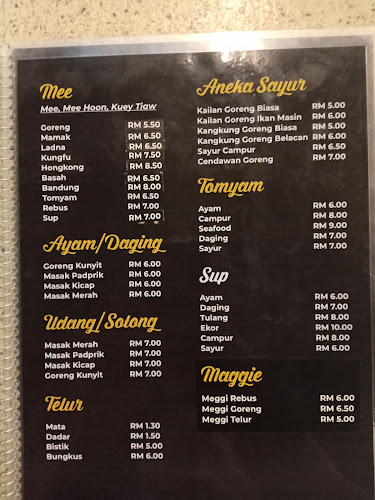 Mee
Mee, Mee Hoon, Kuey Tiaw
Goreng RM 5.50
Mamak RM 6.50
Ladna RM 6.50
Kungfu RM 7.50
Hongkong RM 8.50
Basah RM 6.50
Bandung RM 8.00
Tomyam RM 6.50
Rebus RM 7.00
Sup RM 7.00
Ayam/Daging
Goreng Kunyit RM 6.00
Masak Padprik RM 6.00
Masak Kicap RM 6.00
Masak Merah RM 6.00
Udang/Sotong
Masak Merah RM 7.00
Masak Padprik RM 7.00
Masak Kicap RM 7.00
Goreng Kunyit RM 7.00
Telur
Mata RM 1.30
Dadar RM 1.50
Bistik RM 5.00
Bungkus RM 6.00
Aneka Sayur
Kailan Goreng Biasa RM 5.00
Kailan Goreng Ikan Masin RM 6.00
Kangkung Goreng Biasa RM 5.00
Kangkung Goreng Belacan RM 6.00
Sayur Campur RM 6.50
Cendawan Goreng RM 7.00
Tomyam
Ayam RM 6.00
Campur RM 8.00
Seafood RM 9.00
Daging RM 7.00
Sayur RM 7.00
Sup
Ayam RM 6.00
Daging RM 7.00
Tulang RM 8.00
Ekor RM 10.00
Campur RM 8.00
Sayur RM 6.00
Maggie
Meggi Rebus RM 6.00
Meggi Goreng RM 6.50
Meggi Telur RM 5.00